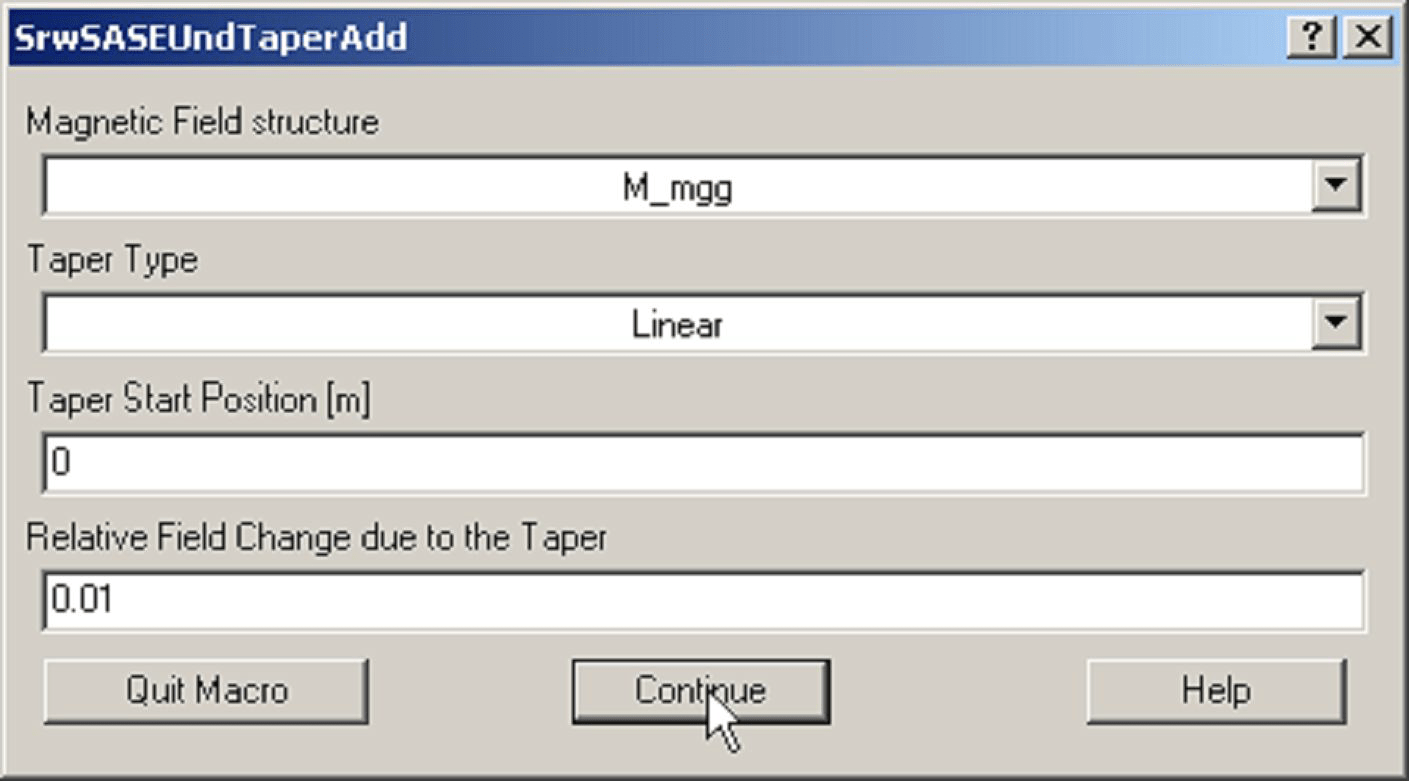 SrwSASEUndTaperAdd ? X
Magnetic Field structure
M_mgg
Taper Type
Linear
Taper Start Position [m]
0
Relative Field Change due to the Taper
0.01
Quit Macro Continue Help